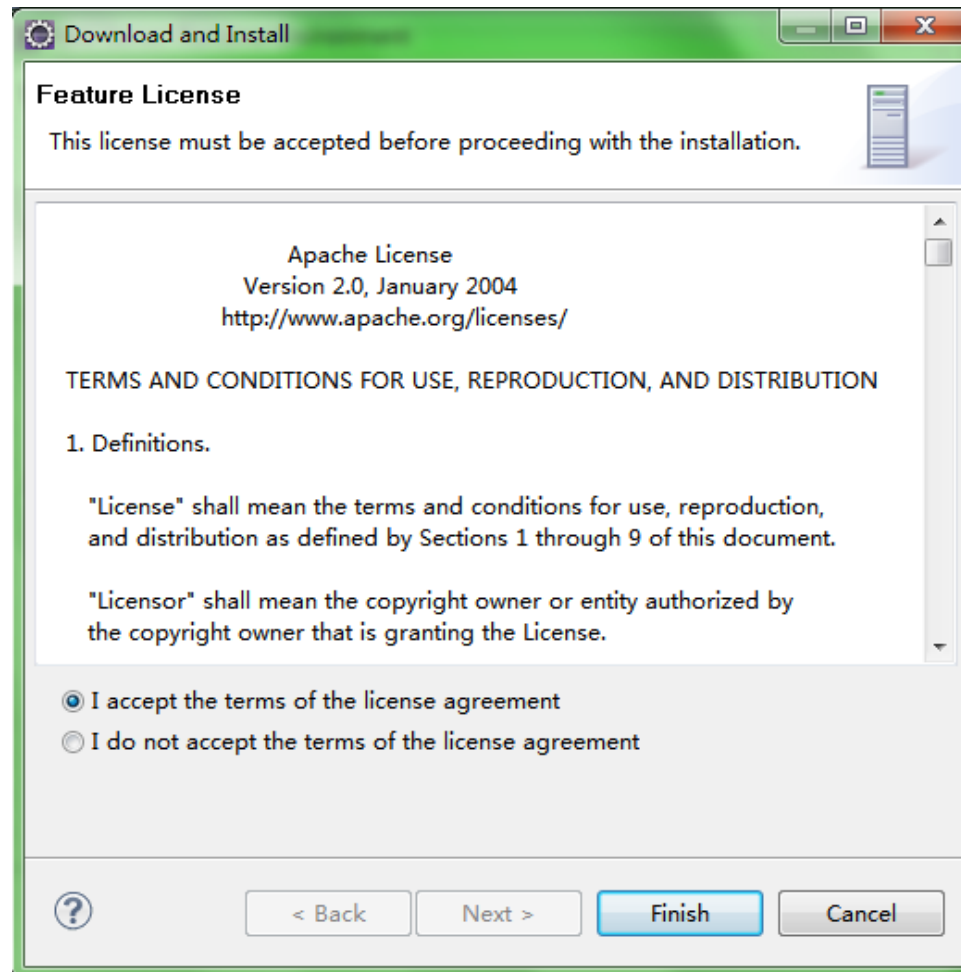 Download and Install
Feature License
This license must be accepted before proceeding with the installation.
Apache License
Version 2.0, January 2004
http://www.apache.org/licenses/
TERMS AND CONDITIONS FOR USE, REPRODUCTION, AND DISTRIBUTION
1. Definitions.
"License" shall mean the terms and conditions for use, reproduction,
and distribution as defined by Sections 1 through 9 of this document.
"Licensor" shall mean the copyright owner or entity authorized by
the copyright owner that is granting the License.
I accept the terms of the license agreement
I do not accept the terms of the license agreement
? < Back Next > Finish Cancel